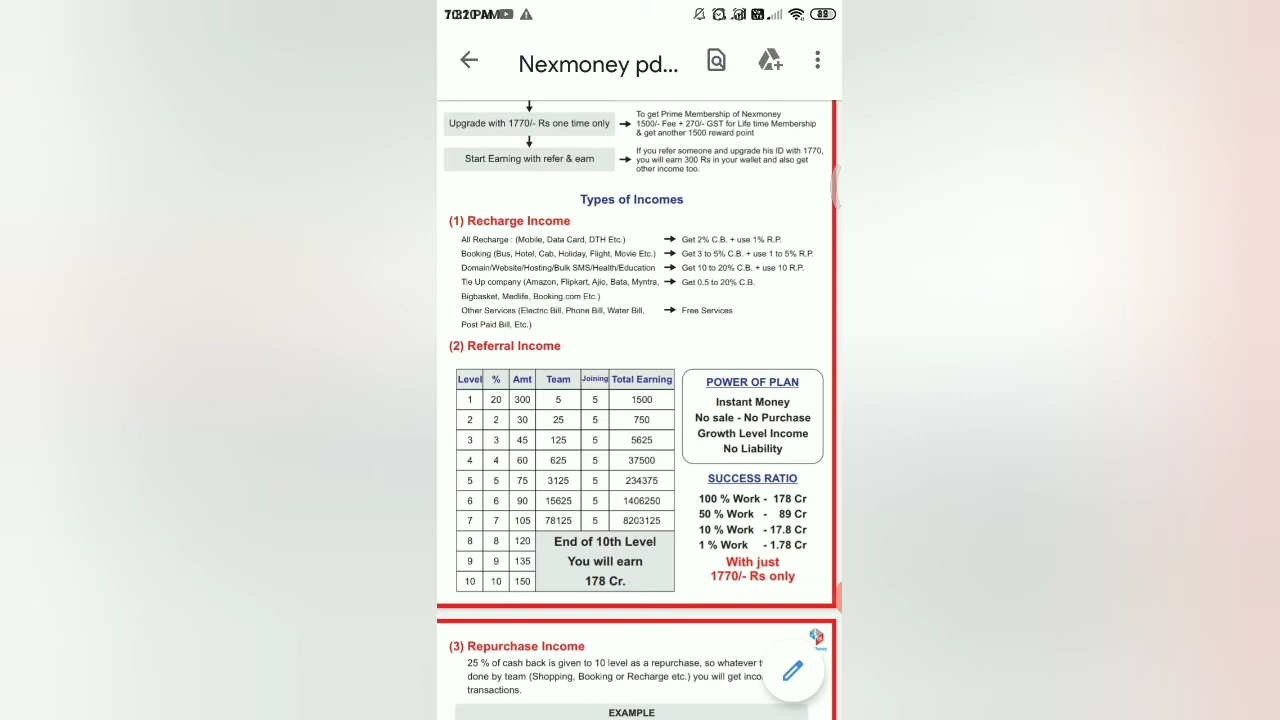 Nexmoney pd...
Upgrade with 1770/- Rs one time only
To get Prime Membership of Nexmoney
1500/- Fee + 270/- GST for Life time Membership
& get another 1500 reward point
Start Earning with refer & earn
If you refer someone and upgrade his ID with 1770,
you will earn 300 Rs in your wallet and also get
other income too.
Types of Incomes
(1) Recharge Income
All Recharge : (Mobile, Data Card, DTH Etc.) Get 2% C.B. + use 1% R.P.
Booking (Bus, Hotel, Cab, Holiday, Flight, Movie Etc.) Get 3 to 5% C.B. + use 1 to 5% R.P.
Domain/Website/Hosting/Bulk SMS/Health/Education Get 10 to 20% C.B. + use 10 R.P.
Tie Up company (Amazon, Flipkart, Ajio, Bata, Myntra, Get 0.5 to 20% C.B.
Bigbasket, Medlife, Booking.com Etc.)
Other Services (Electric Bill, Phone Bill, Water Bill, Free Services
Post Paid Bill, Etc.)
(2) Referral Income
Level % Amt Team Joining Total Earning
1 20 300 5 5 1500
2 2 30 25 5 750
3 3 45 125 5 5625
4 4 60 625 5 37500
5 5 75 3125 5 234375
6 6 90 15625 5 1406250
7 7 105 78125 5 8203125
8 8 120 End of 10th Level
9 9 135 You will earn
10 10 150 178 Cr.
POWER OF PLAN
Instant Money
No sale - No Purchase
Growth Level Income
No Liability
SUCCESS RATIO
100 % Work - 178 Cr
50 % Work - 89 Cr
10 % Work - 17.8 Cr
1 % Work - 1.78 Cr
With just
1770/- Rs only
(3) Repurchase Income
25 % of cash back is given to 10 level as a repurchase, so whatever
done by team (Shopping, Booking or Recharge etc.) you will get
transactions.
EXAMPLE